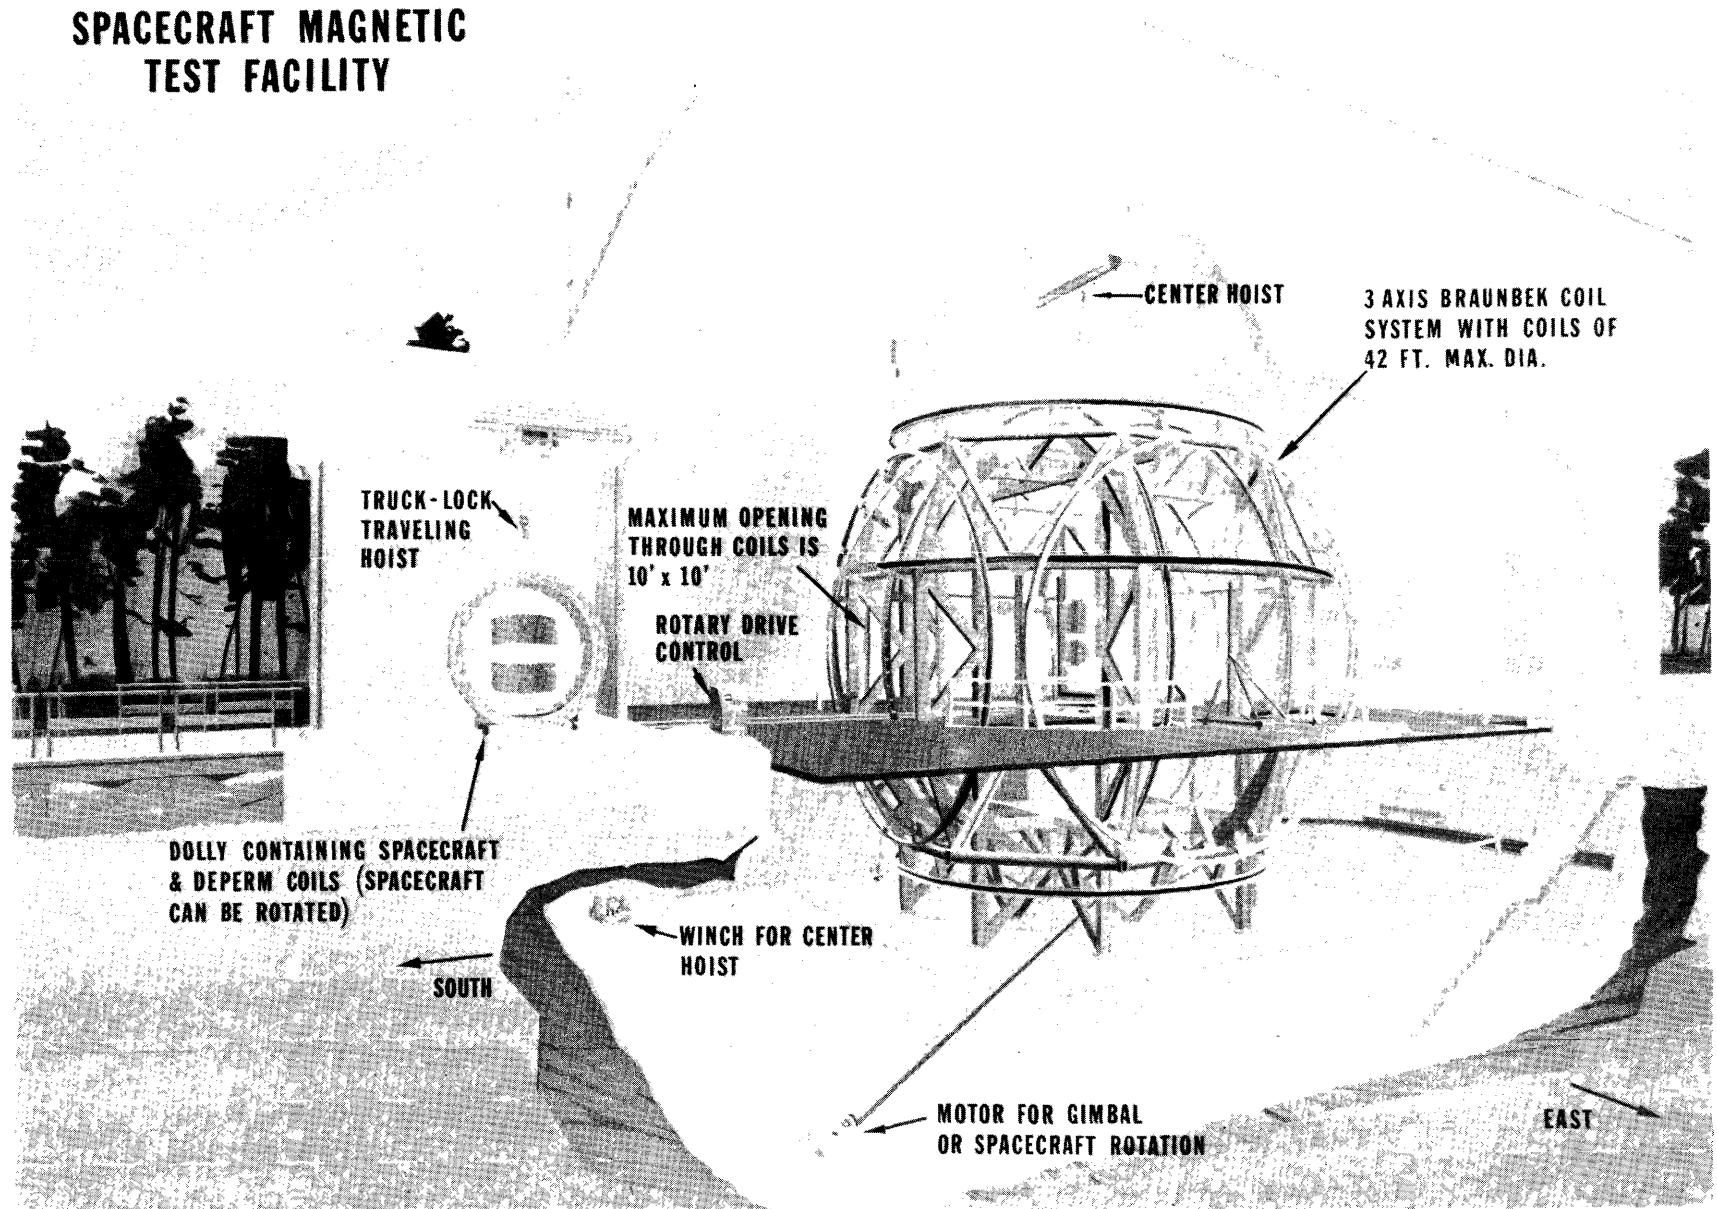 SPACECRAFT MAGNETIC
TEST FACILITY
CENTER HOIST
3 AXIS BRAUNBEK COIL
SYSTEM WITH COILS OF
42 FT. MAX. DIA.
TRUCK-LOCK
TRAVELING
HOIST
MAXIMUM OPENING
THROUGH COILS IS
10' x 10'
ROTARY DRIVE
CONTROL
DOLLY CONTAINING SPACECRAFT
& DEPERM COILS (SPACECRAFT
CAN BE ROTATED)
WINCH FOR CENTER
HOIST
SOUTH
MOTOR FOR GIMBAL
OR SPACECRAFT ROTATION
EAST